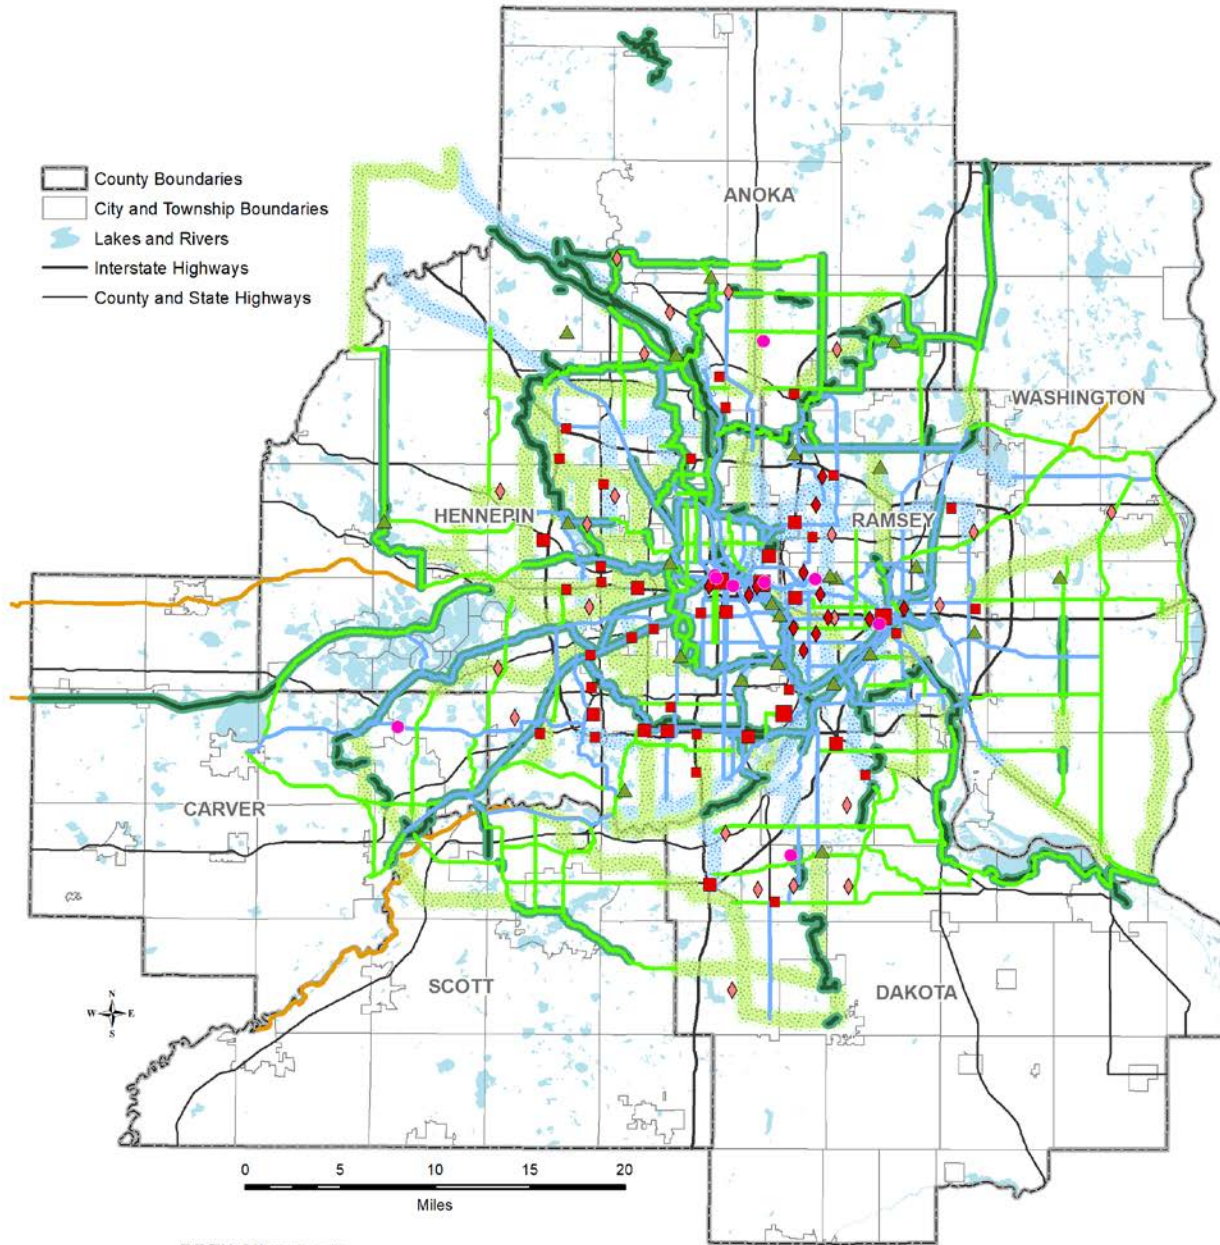 County Boundaries
City and Township Boundaries
Lakes and Rivers
Interstate Highways
County and State Highways
ANOKA
WASHINGTON
HENNEPIN
RAMSEY
CARVER
SCOTT
DAKOTA
N
W E
S
0 5 10 15 20
Miles